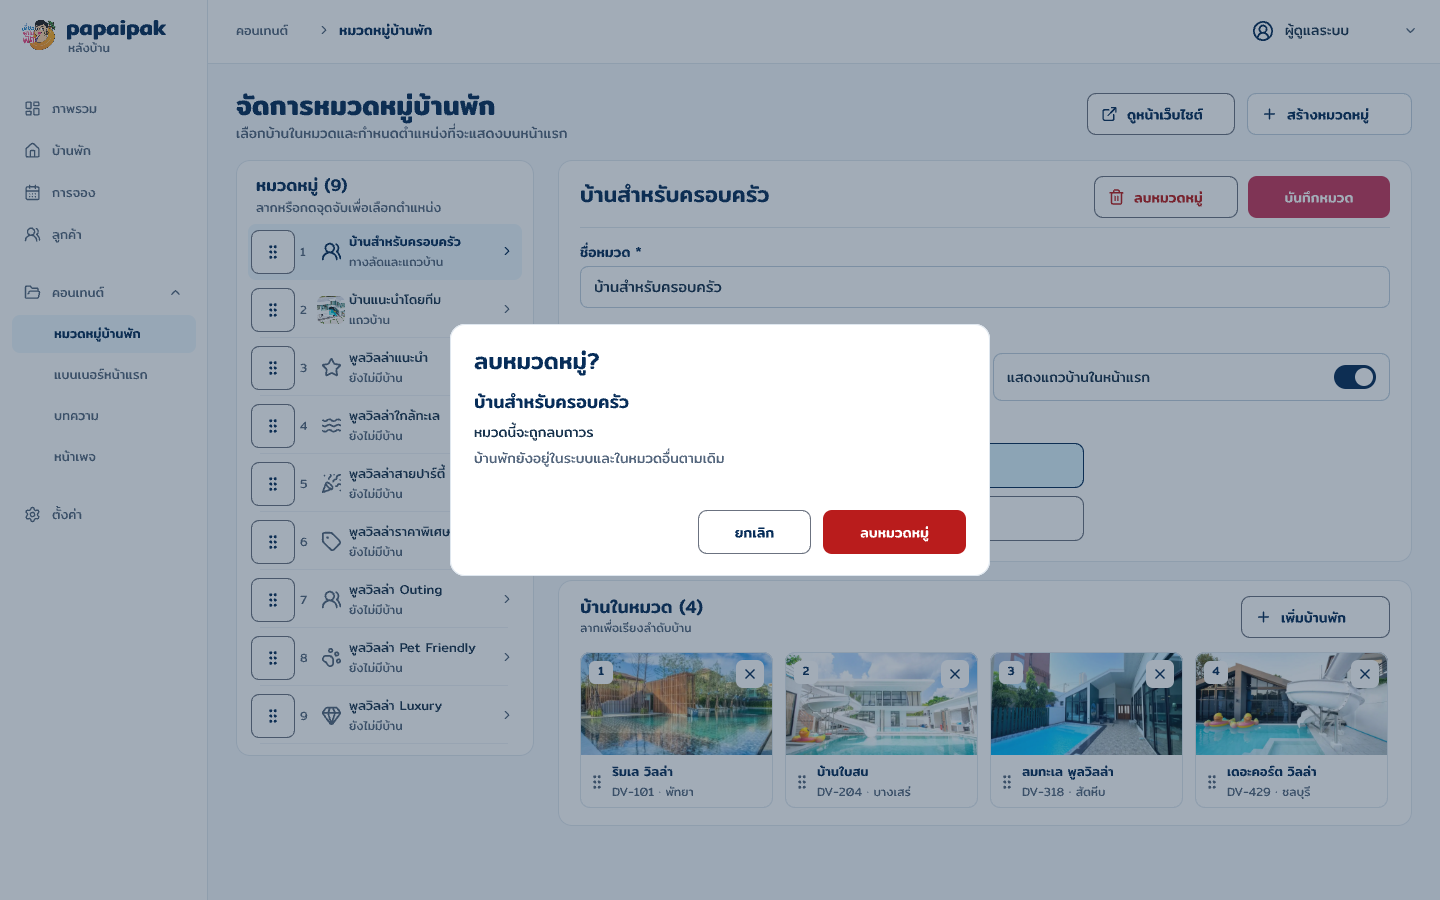 papaipak
หลังบ้าน
ภาพรวม
บ้านพัก
การจอง
ลูกค้า
คอนเทนต์
หมวดหมู่บ้านพัก
แบนเนอร์หน้าแรก
บทความ
หน้าเพจ
ตั้งค่า
คอนเทนต์ > หมวดหมู่บ้านพัก
ผู้ดูแลระบบ
จัดการหมวดหมู่บ้านพัก
เลือกบ้านในหมวดและกำหนดตำแหน่งที่จะแสดงบนหน้าแรก
ดูหน้าเว็บไซต์
+ สร้างหมวดหมู่
หมวดหมู่ (9)
ลากหรือกดจุดจับเพื่อเลือกตำแหน่ง
1 บ้านสำหรับครอบครัว
ทางลัดและแถวบ้าน
2 บ้านแนะนำโดยทีม
แถวบ้าน
3 พูลวิลล่าแนะนำ
ยังไม่มีบ้าน
4 พูลวิลล่าใกล้ทะเล
ยังไม่มีบ้าน
5 พูลวิลล่าสายปาร์ตี้
ยังไม่มีบ้าน
6 พูลวิลล่าราคาพิเศษ
ยังไม่มีบ้าน
7 พูลวิลล่า Outing
ยังไม่มีบ้าน
8 พูลวิลล่า Pet Friendly
ยังไม่มีบ้าน
9 พูลวิลล่า Luxury
ยังไม่มีบ้าน
บ้านสำหรับครอบครัว
ลบหมวดหมู่
บันทึกหมวด
ชื่อหมวด *
บ้านสำหรับครอบครัว
แสดงแถวบ้านในหน้าแรก
ลบหมวดหมู่?
บ้านสำหรับครอบครัว
หมวดนี้จะถูกลบถาวร
บ้านพักยังอยู่ในระบบและในหมวดอื่นตามเดิม
ยกเลิก
ลบหมวดหมู่
บ้านในหมวด (4)
ลากเพื่อเรียงลำดับบ้าน
+ เพิ่มบ้านพัก
1
ริมเล วิลล่า
DV-101 · พัทยา
2
บ้านใบสน
DV-204 · บางเสร่
3
ลมทะเล พูลวิลล่า
DV-318 · สัตหีบ
4
เดอะคอร์ต วิลล่า
DV-429 · ชลบุรี